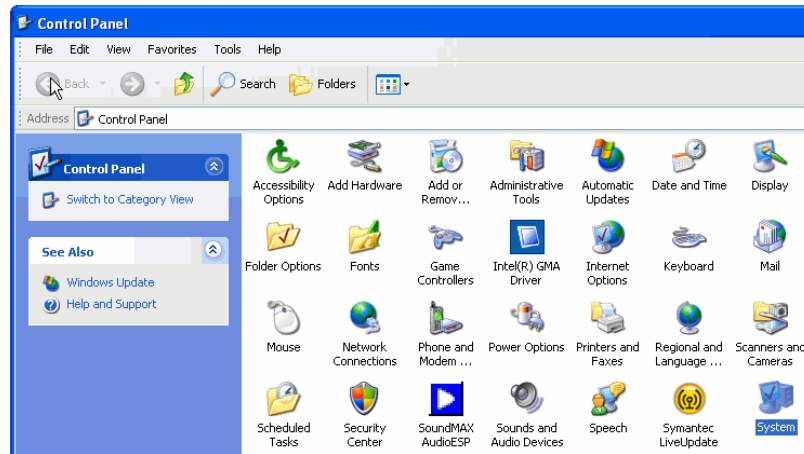 Control Panel
File Edit View Favorites Tools Help
Back Search Folders
Address Control Panel
Control Panel
Switch to Category View
See Also
Windows Update
Help and Support
Accessibility Options
Add Hardware
Add or Remov...
Administrative Tools
Automatic Updates
Date and Time
Display
Folder Options
Fonts
Game Controllers
Intel(R) GMA Driver
Internet Options
Keyboard
Mail
Mouse
Network Connections
Phone and Modem ...
Power Options
Printers and Faxes
Regional and Language ...
Scanners and Cameras
Scheduled Tasks
Security Center
SoundMAX AudioESP
Sounds and Audio Devices
Speech
Symantec LiveUpdate
System